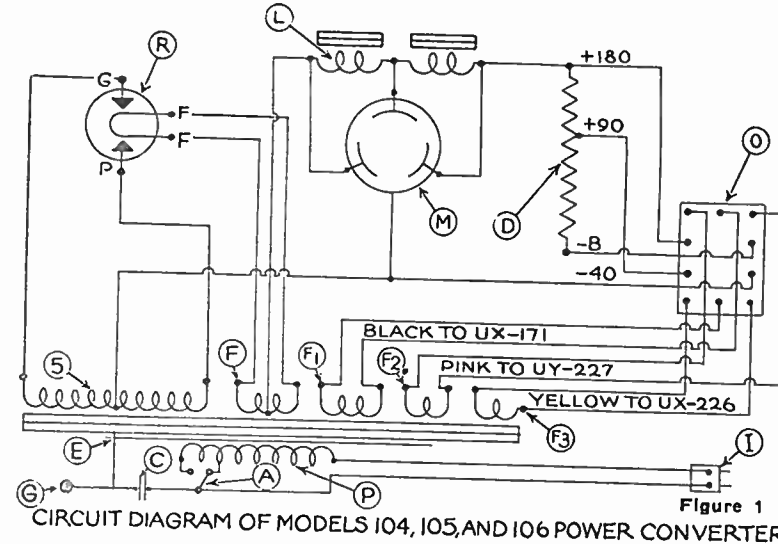 L
R
G
F
F
P
+180
+90
O
M
D
-8
-40
BLACK TO UX-171
F
F1
F2
PINK TO UY-227
5
YELLOW TO UX-226
F3
E
C
I
A
P
G
Figure 1
CIRCUIT DIAGRAM OF MODELS 104, 105, AND 106 POWER CONVERTER